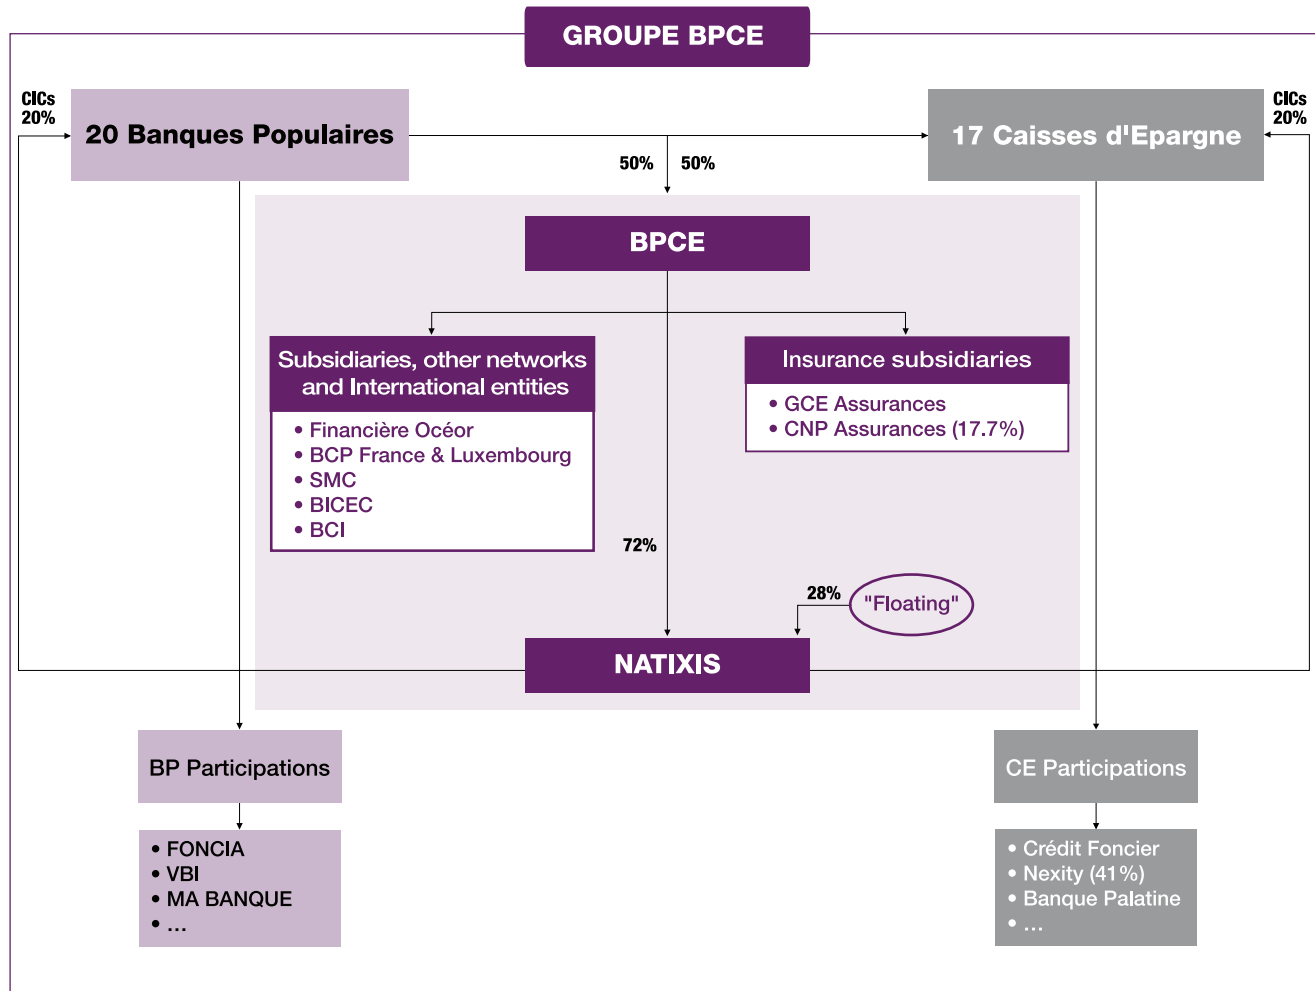 GROUPE BPCE
CICs
20%
20 Banques Populaires
17 Caisses d'Epargne
CICs
20%
50% 50%
BPCE
Subsidiaries, other networks
and International entities
• Financière Océor
• BCP France & Luxembourg
• SMC
• BICEC
• BCI
Insurance subsidiaries
• GCE Assurances
• CNP Assurances (17.7%)
72%
28%
"Floating"
NATIXIS
BP Participations
• FONCIA
• VBI
• MA BANQUE
• ...
CE Participations
• Crédit Foncier
• Nexity (41%)
• Banque Palatine
• ...